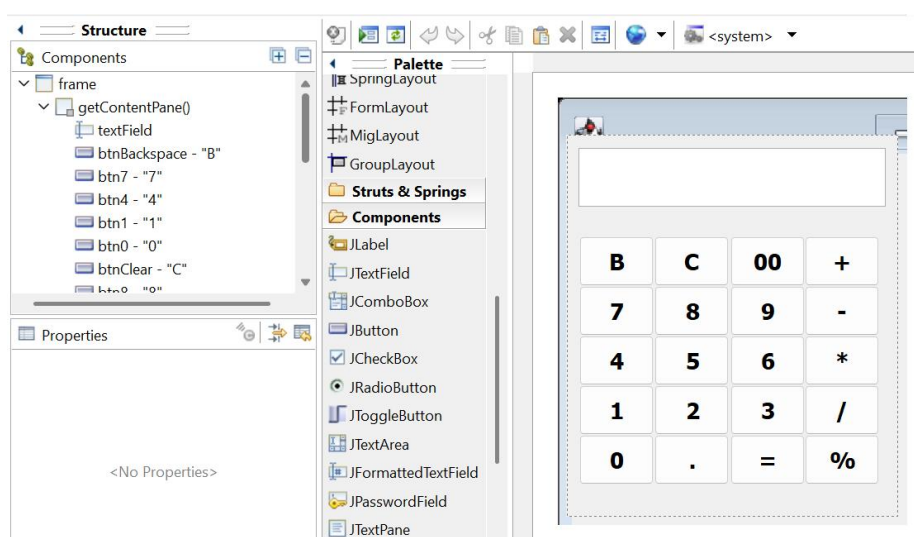 Structure
Components
frame
getContentPane()
textField
btnBackspace - "B"
btn7 - "7"
btn4 - "4"
btn1 - "1"
btn0 - "0"
btnClear - "C"
btn8 - "8"
Properties
<No Properties>
<system>
Palette
SpringLayout
FormLayout
MigLayout
GroupLayout
Struts & Springs
Components
JLabel
JTextField
JComboBox
JButton
JCheckBox
JRadioButton
JToggleButton
JTextArea
JFormattedTextField
JPasswordField
JTextPane
B C 00 +
7 8 9 -
4 5 6 *
1 2 3 /
0 . = %